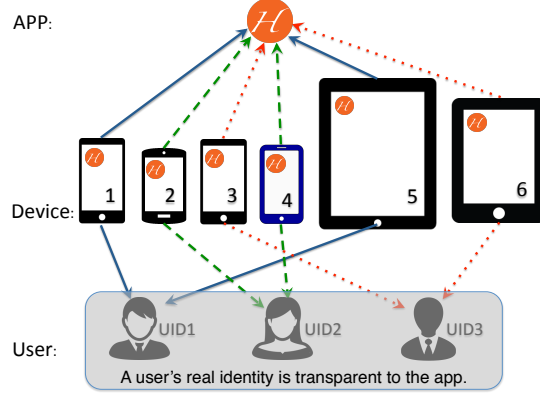 APP:
H
H H H H H H
1 2 3 4 5 6
Device:
UID1 UID2 UID3
User:
A user's real identity is transparent to the app.